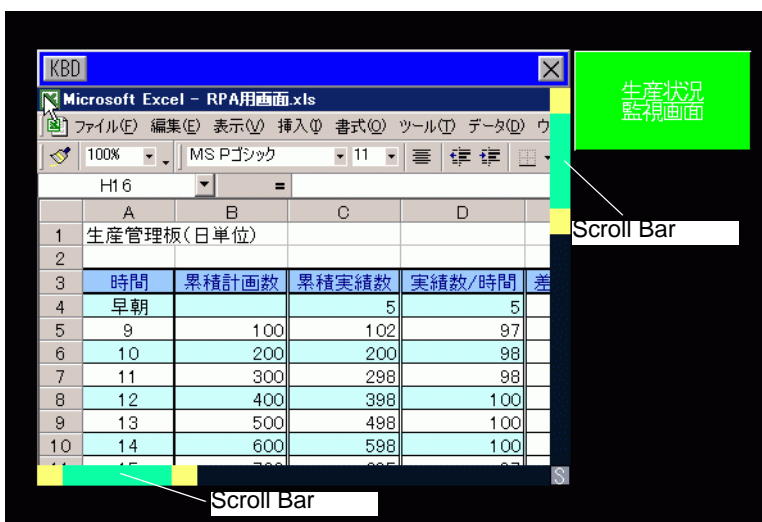 KBD
生産状況
監視画面
Microsoft Excel - RPA用画面.xls
ファイル(F) 編集(E) 表示(V) 挿入(I) 書式(O) ツール(T) データ(D) ウ
100% MS Pゴシック 11
H16 =
A B C D
Scroll Bar
1 生産管理板(日単位)
2
3 時間 累積計画数 累積実績数 実績数/時間 差
4 早朝 5 5
5 9 100 102 97
6 10 200 200 98
7 11 300 298 98
8 12 400 398 100
9 13 500 498 100
10 14 600 598 100
S
Scroll Bar